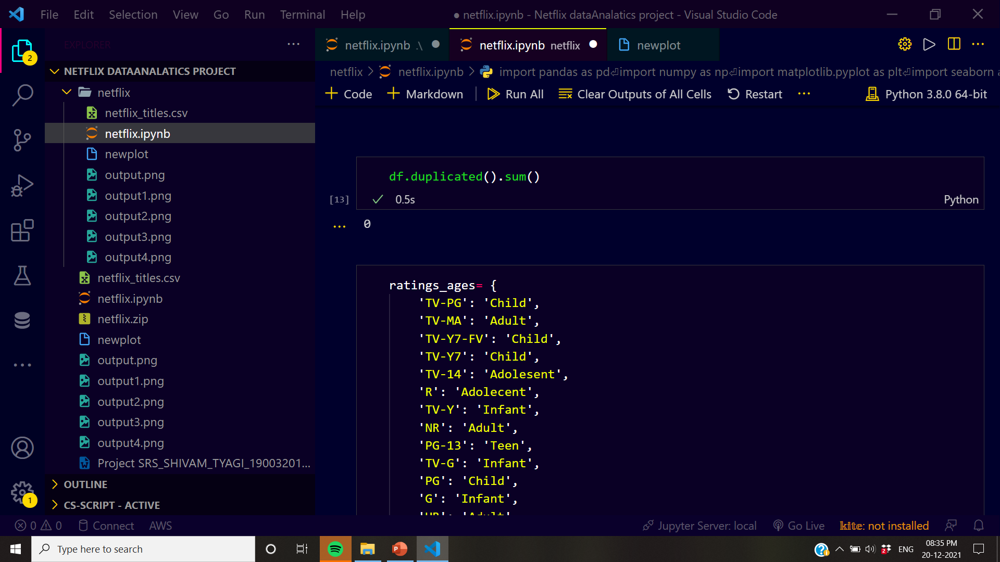 File Edit Selection View Go Run Terminal Help
● netflix.ipynb - Netflix dataAnalatics project - Visual Studio Code
EXPLORER
2
NETFLIX DATAANALATICS PROJECT
netflix
netflix_titles.csv
netflix.ipynb
newplot
output.png
output1.png
output2.png
output3.png
output4.png
netflix_titles.csv
netflix.ipynb
netflix.zip
newplot
output.png
output1.png
output2.png
output3.png
output4.png
Project SRS_SHIVAM_TYAGI_19003201...
OUTLINE
CS-SCRIPT - ACTIVE
1
netflix.ipynb .\
netflix.ipynb netflix
newplot
netflix > netflix.ipynb > import pandas as pd⏎import numpy as np⏎import matplotlib.pyplot as plt⏎import seaborn a
+ Code + Markdown | Run All Clear Outputs of All Cells Restart ... Python 3.8.0 64-bit
df.duplicated().sum()
[13] ✓ 0.5s Python
... 0
ratings_ages= {
'TV-PG': 'Child',
'TV-MA': 'Adult',
'TV-Y7-FV': 'Child',
'TV-Y7': 'Child',
'TV-14': 'Adolesent',
'R': 'Adolecent',
'TV-Y': 'Infant',
'NR': 'Adult',
'PG-13': 'Teen',
'TV-G': 'Infant',
'PG': 'Child',
'G': 'Infant',
0 0 Connect AWS
Jupyter Server: local Go Live kite: not installed
Type here to search
2
ENG
08:35 PM
20-12-2021